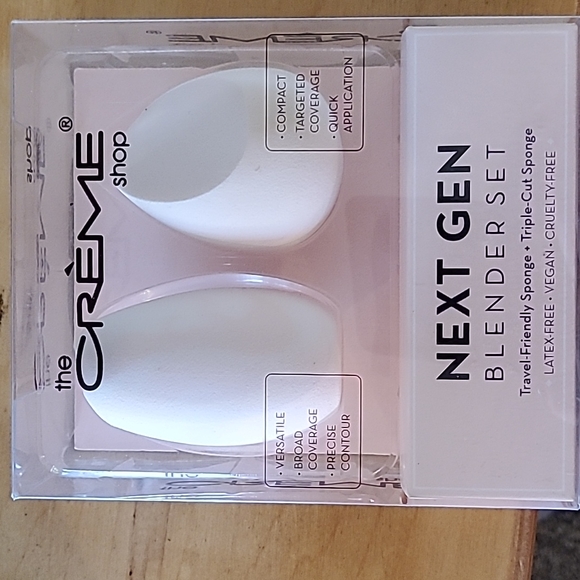 the
CRÈME®
shop
• VERSATILE
• BROAD
COVERAGE
• PRECISE
CONTOUR
• COMPACT
• TARGETED
COVERAGE
• QUICK
APPLICATION
NEXT GEN
BLENDER SET
Travel-Friendly Sponge + Triple-Cut Sponge
LATEX-FREE • VEGAN • CRUELTY-FREE